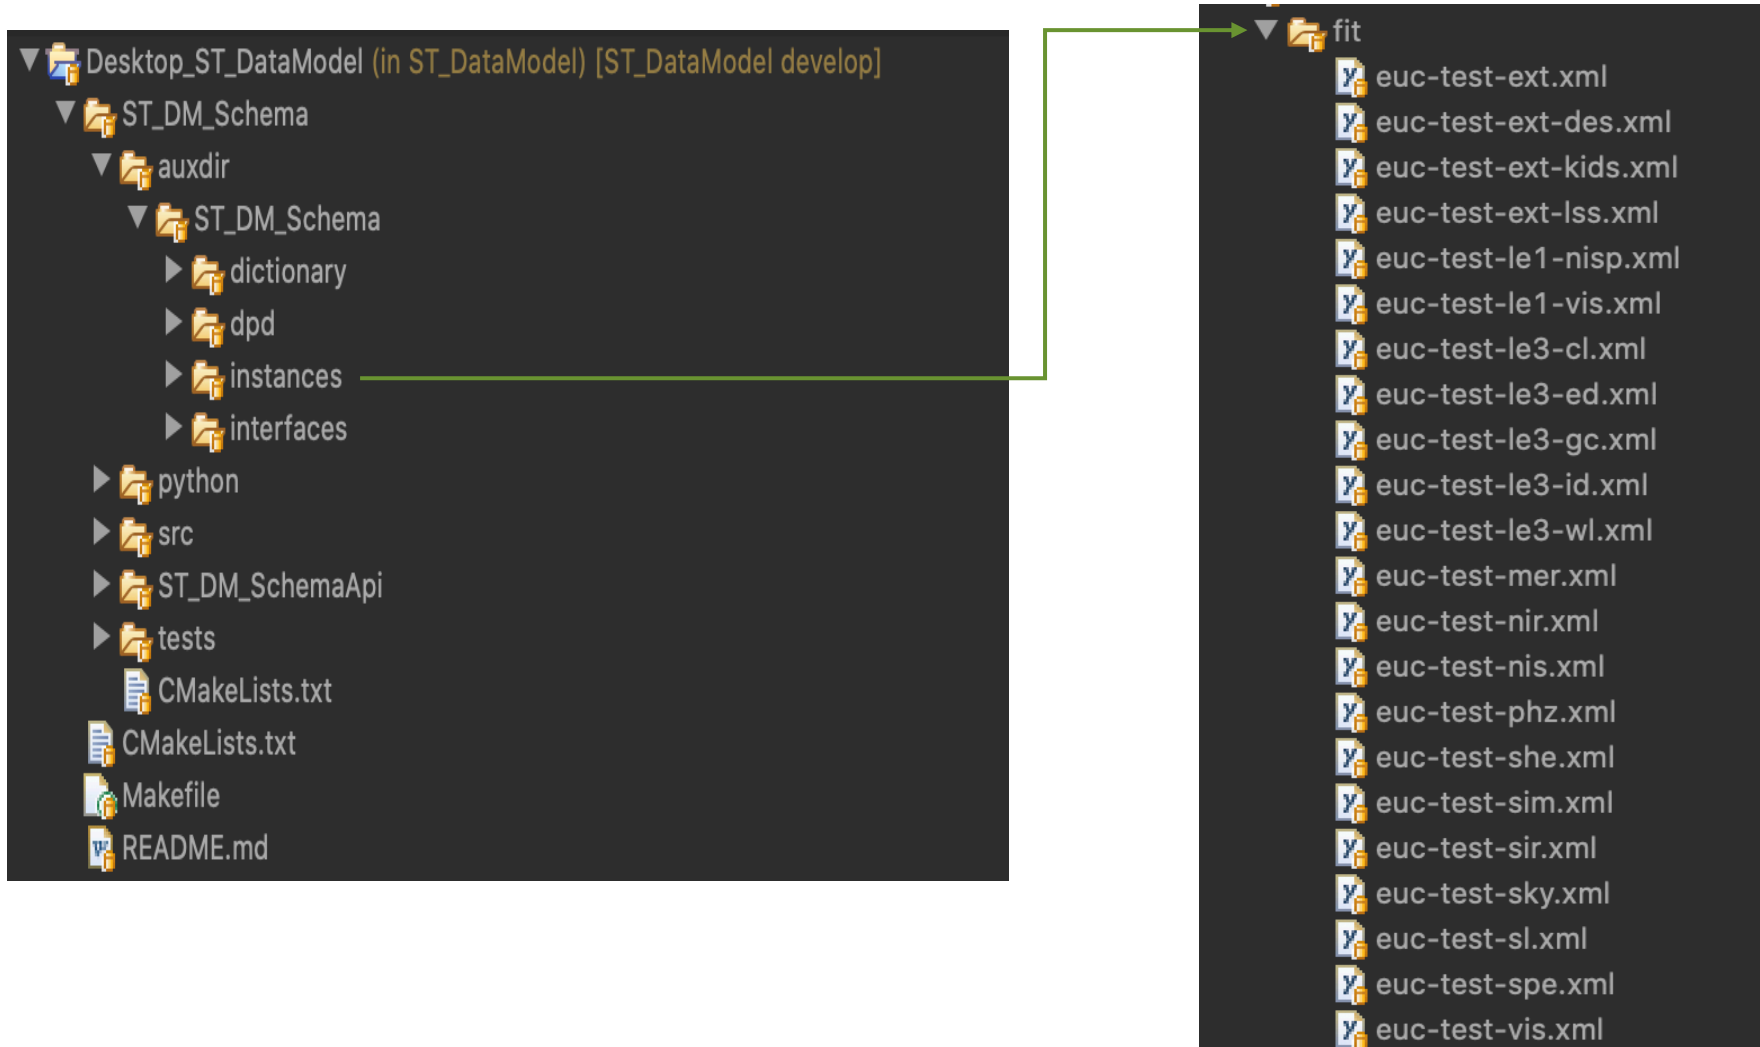 Desktop_ST_DataModel (in ST_DataModel) [ST_DataModel develop]
ST_DM_Schema
auxdir
ST_DM_Schema
dictionary
dpd
instances
interfaces
python
src
ST_DM_SchemaApi
tests
CMakeLists.txt
CMakeLists.txt
Makefile
README.md
fit
euc-test-ext.xml
euc-test-ext-des.xml
euc-test-ext-kids.xml
euc-test-ext-lss.xml
euc-test-le1-nisp.xml
euc-test-le1-vis.xml
euc-test-le3-cl.xml
euc-test-le3-ed.xml
euc-test-le3-gc.xml
euc-test-le3-id.xml
euc-test-le3-wl.xml
euc-test-mer.xml
euc-test-nir.xml
euc-test-nis.xml
euc-test-phz.xml
euc-test-she.xml
euc-test-sim.xml
euc-test-sir.xml
euc-test-sky.xml
euc-test-sl.xml
euc-test-spe.xml
euc-test-vis.xml